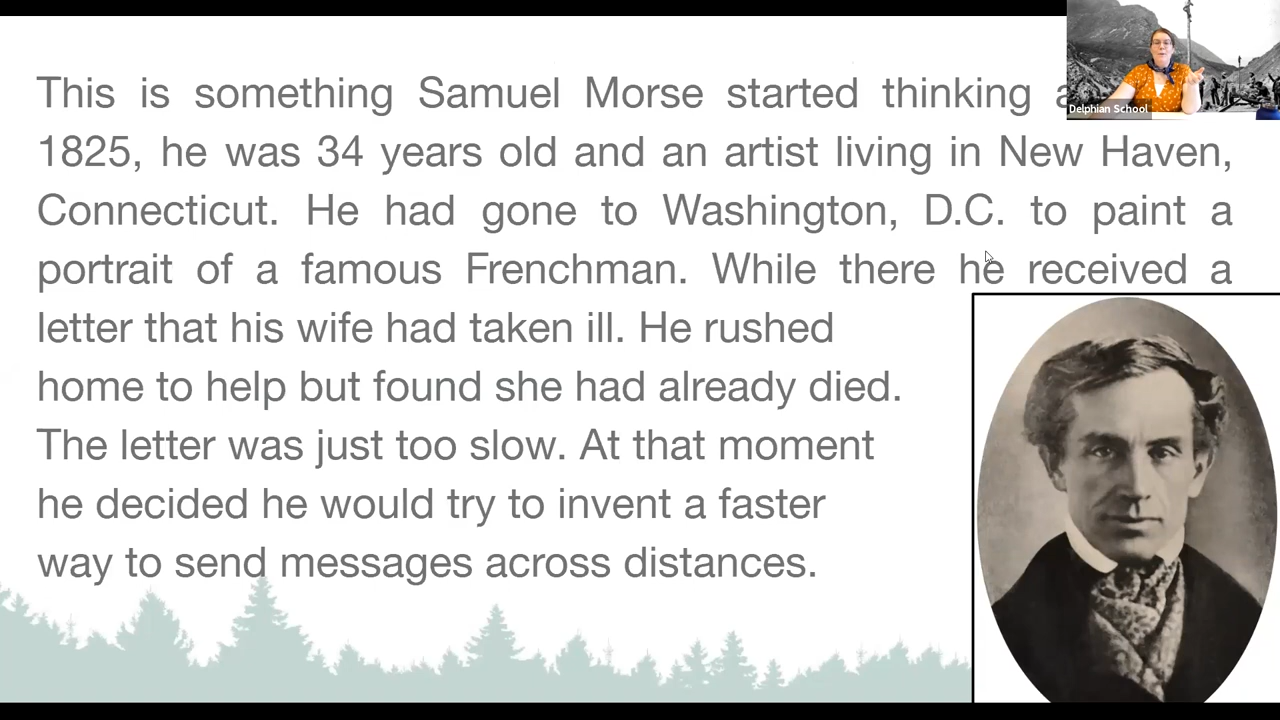 This is something Samuel Morse started thinking
1825, he was 34 years old and an artist living in New Haven,
Connecticut. He had gone to Washington, D.C. to paint a
portrait of a famous Frenchman. While there he received a
letter that his wife had taken ill. He rushed
home to help but found she had already died.
The letter was just too slow. At that moment
he decided he would try to invent a faster
way to send messages across distances.
Delphian School